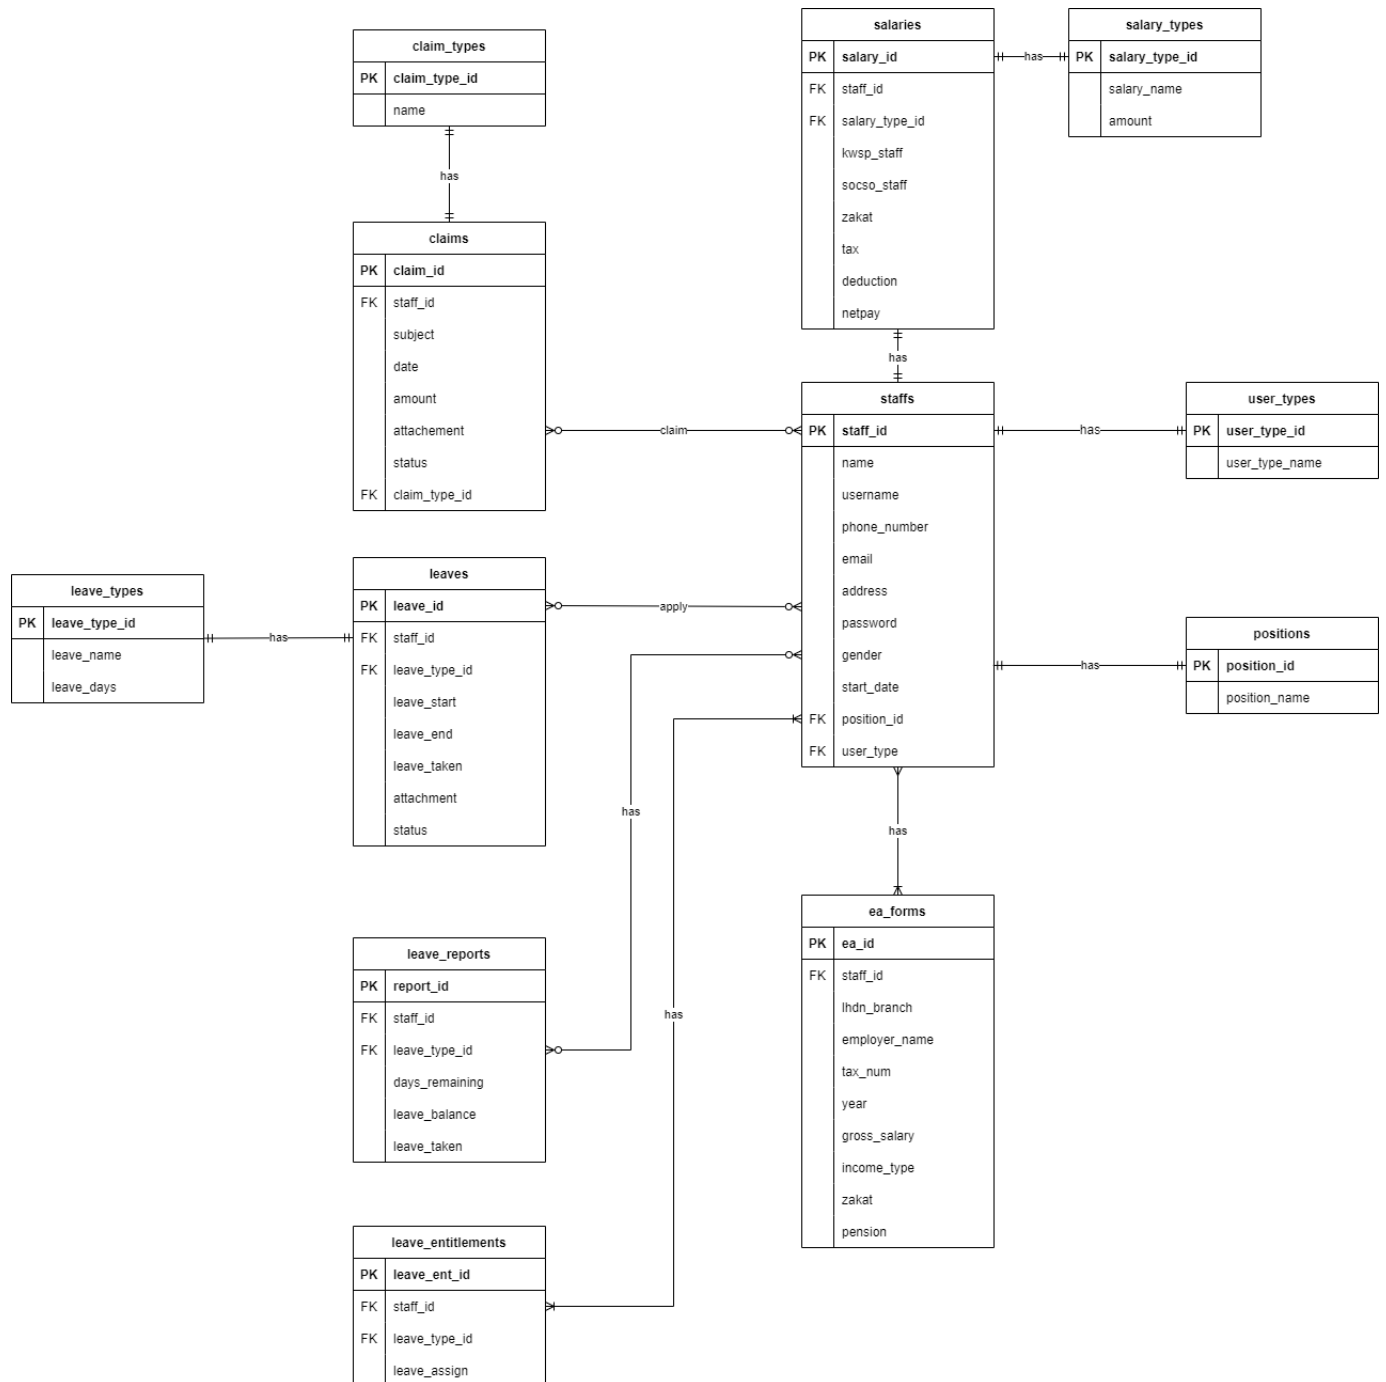 claim_types
PK claim_type_id
name
has
claims
PK claim_id
FK staff_id
subject
date
amount
attachement
status
FK claim_type_id
salaries
PK salary_id
FK staff_id
FK salary_type_id
kwsp_staff
socso_staff
zakat
tax
deduction
netpay
has
salary_types
PK salary_type_id
salary_name
amount
has
staffs
PK staff_id
name
username
phone_number
email
address
password
gender
start_date
FK position_id
FK user_type
claim
has
user_types
PK user_type_id
user_type_name
has
positions
PK position_id
position_name
leave_types
PK leave_type_id
leave_name
leave_days
has
leaves
PK leave_id
FK staff_id
FK leave_type_id
leave_start
leave_end
leave_taken
attachment
status
apply
has
has
has
leave_reports
PK report_id
FK staff_id
FK leave_type_id
days_remaining
leave_balance
leave_taken
ea_forms
PK ea_id
FK staff_id
lhdn_branch
employer_name
tax_num
year
gross_salary
income_type
zakat
pension
leave_entitlements
PK leave_ent_id
FK staff_id
FK leave_type_id
leave_assign